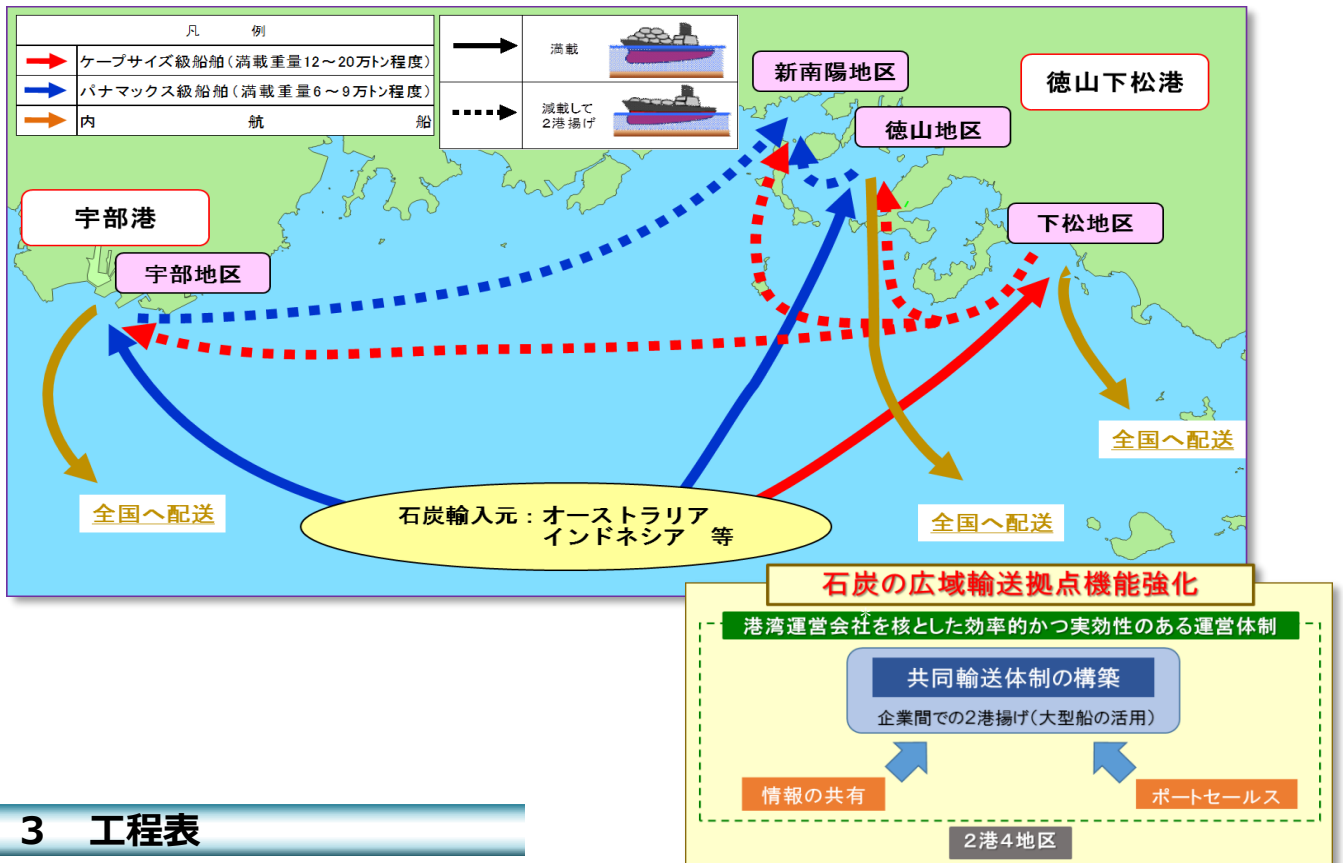 凡例
ケープサイズ級船舶(満載重量12~20万トン程度)
パナマックス級船舶(満載重量6~9万トン程度)
内航船
満載
減載して
2港揚げ
新南陽地区
徳山下松港
徳山地区
宇部港
下松地区
宇部地区
全国へ配送
全国へ配送
全国へ配送
石炭輸入元:オーストラリア
インドネシア 等
石炭の広域輸送拠点機能強化
※
港湾運営会社を核とした効率的かつ実効性のある運営体制
共同輸送体制の構築
企業間での2港揚げ(大型船の活用)
情報の共有
ポートセールス
2港4地区
3 工程表